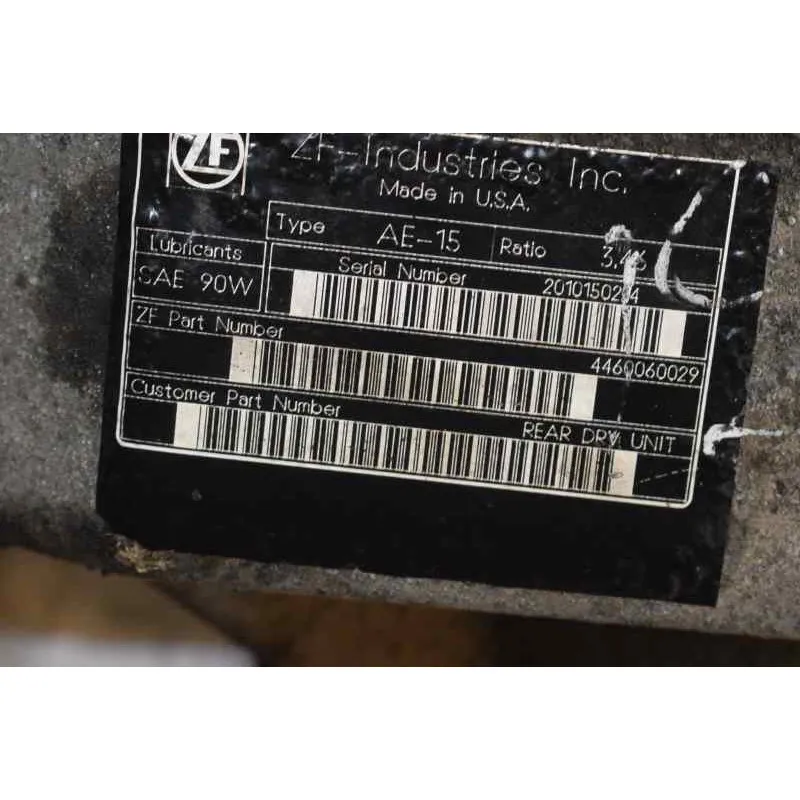 ZF
ZF-Industries Inc.
Made in U.S.A.
Type AE-15 Ratio
Lubricants
SAE 90W
Serial Number
ZF Part Number
4460060029
Customer Part Number
REAR DRV UNIT